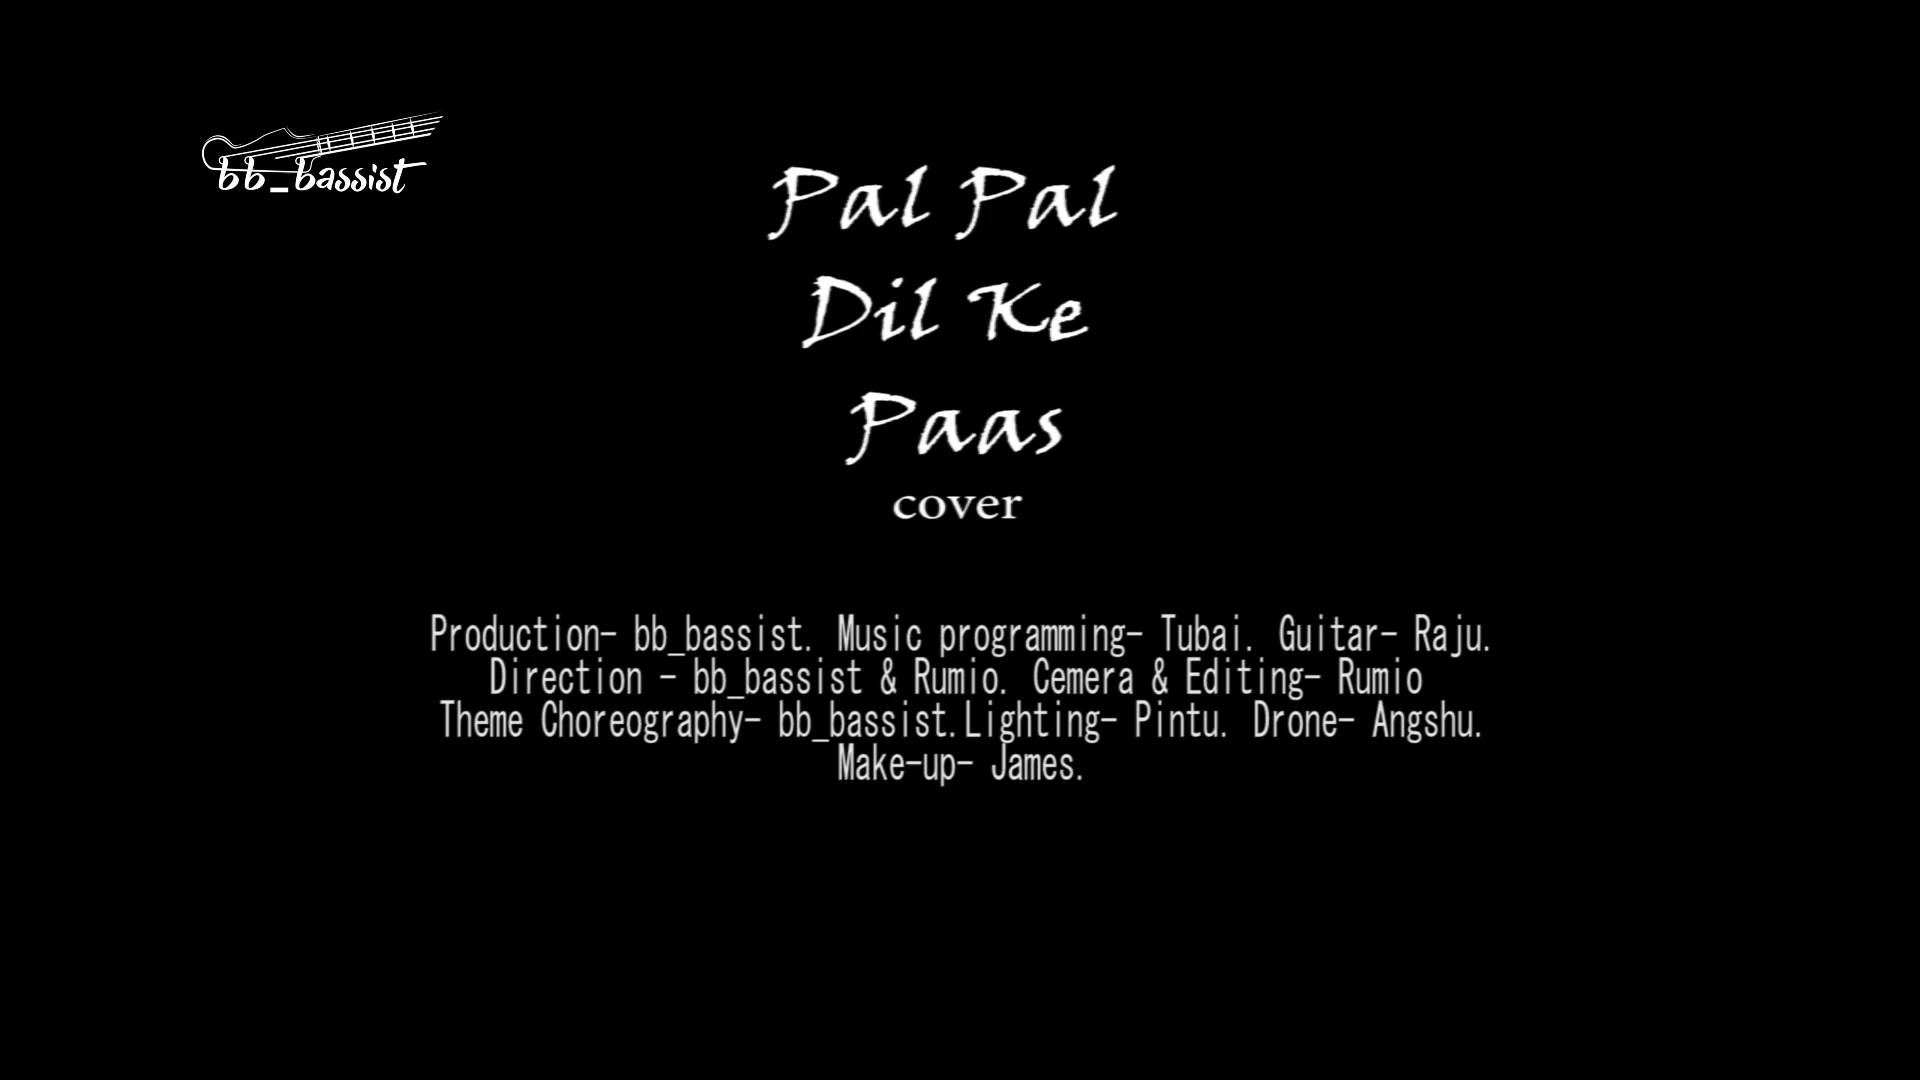 bb_bassist
Pal Pal
Dil Ke
Paas
cover
Production- bb_bassist. Music programming- Tubai. Guitar- Raju.
Direction - bb_bassist & Rumio. Cemera & Editing- Rumio
Theme Choreography- bb_bassist.Lighting- Pintu. Drone- Angshu.
Make-up- James.